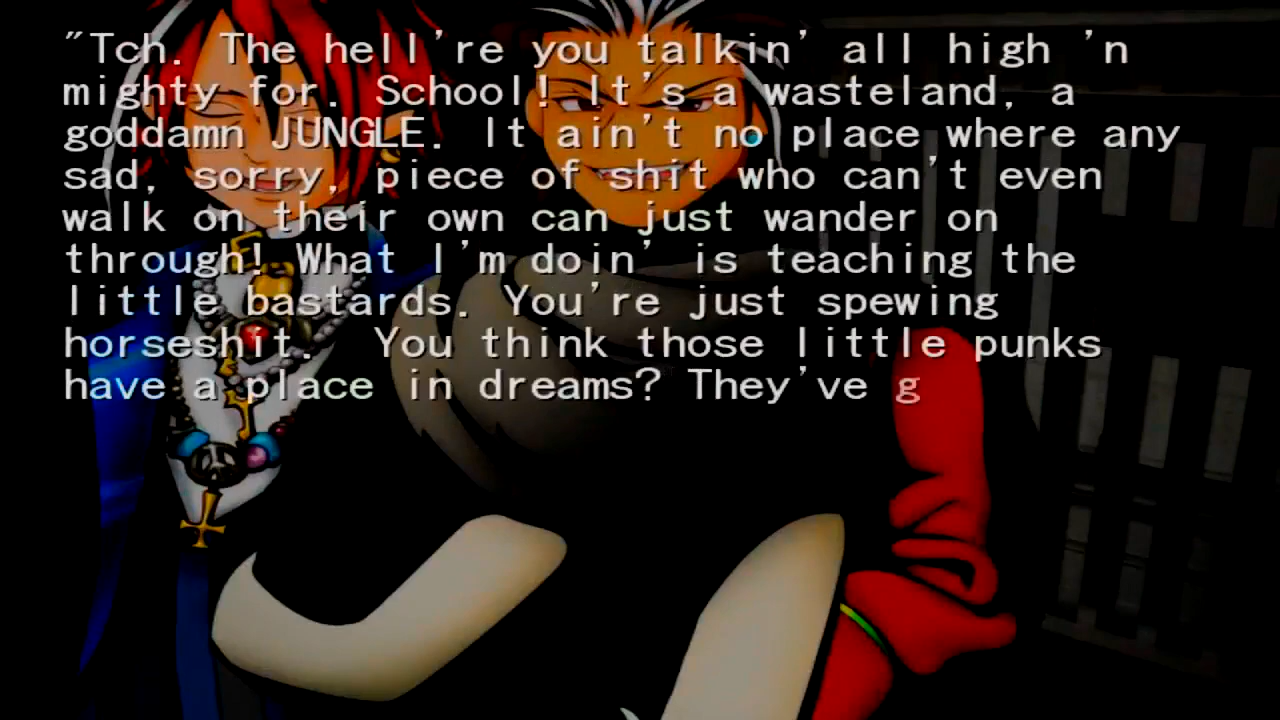 "Tch. The hell're you talkin' all high 'n
mighty for. School! It's a wasteland, a
goddamn JUNGLE. It ain't no place where any
sad, sorry, piece of shit who can't even
walk on their own can just wander on
through! What I'm doin' is teaching the
little bastards. You're just spewing
horseshit.  You think those little punks
have a place in dreams? They've g